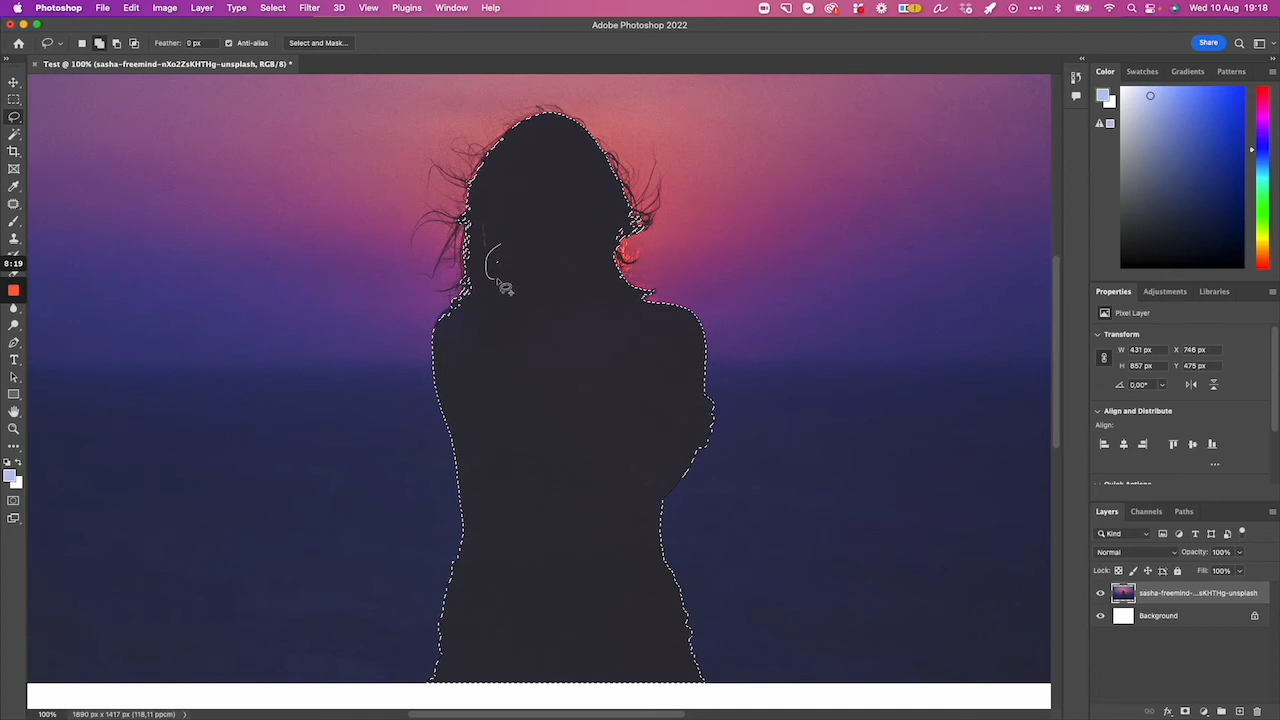 Photoshop File Edit Image Layer Type Select Filter 3D View Plugins Window Help Wed 10 Aug 19:18
Adobe Photoshop 2022
Feather: 0 px Anti-alias Select and Mask... Share
Test @ 100% (sasha-freemind-nXo2ZsKHTHg-unsplash, RGB/8) *
Color Swatches Gradients Patterns
8:19
Properties Adjustments Libraries
Pixel Layer
Transform
W 431 px X 746 px
H 857 px Y 475 px
0,00°
Align and Distribute
Align:
Quick Actions
Layers Channels Paths
Kind
Normal Opacity: 100%
Lock: Fill: 100%
sasha-freemind-...sKHTHg-unsplash
Background
100% 1890 px x 1417 px (118,11 ppcm)